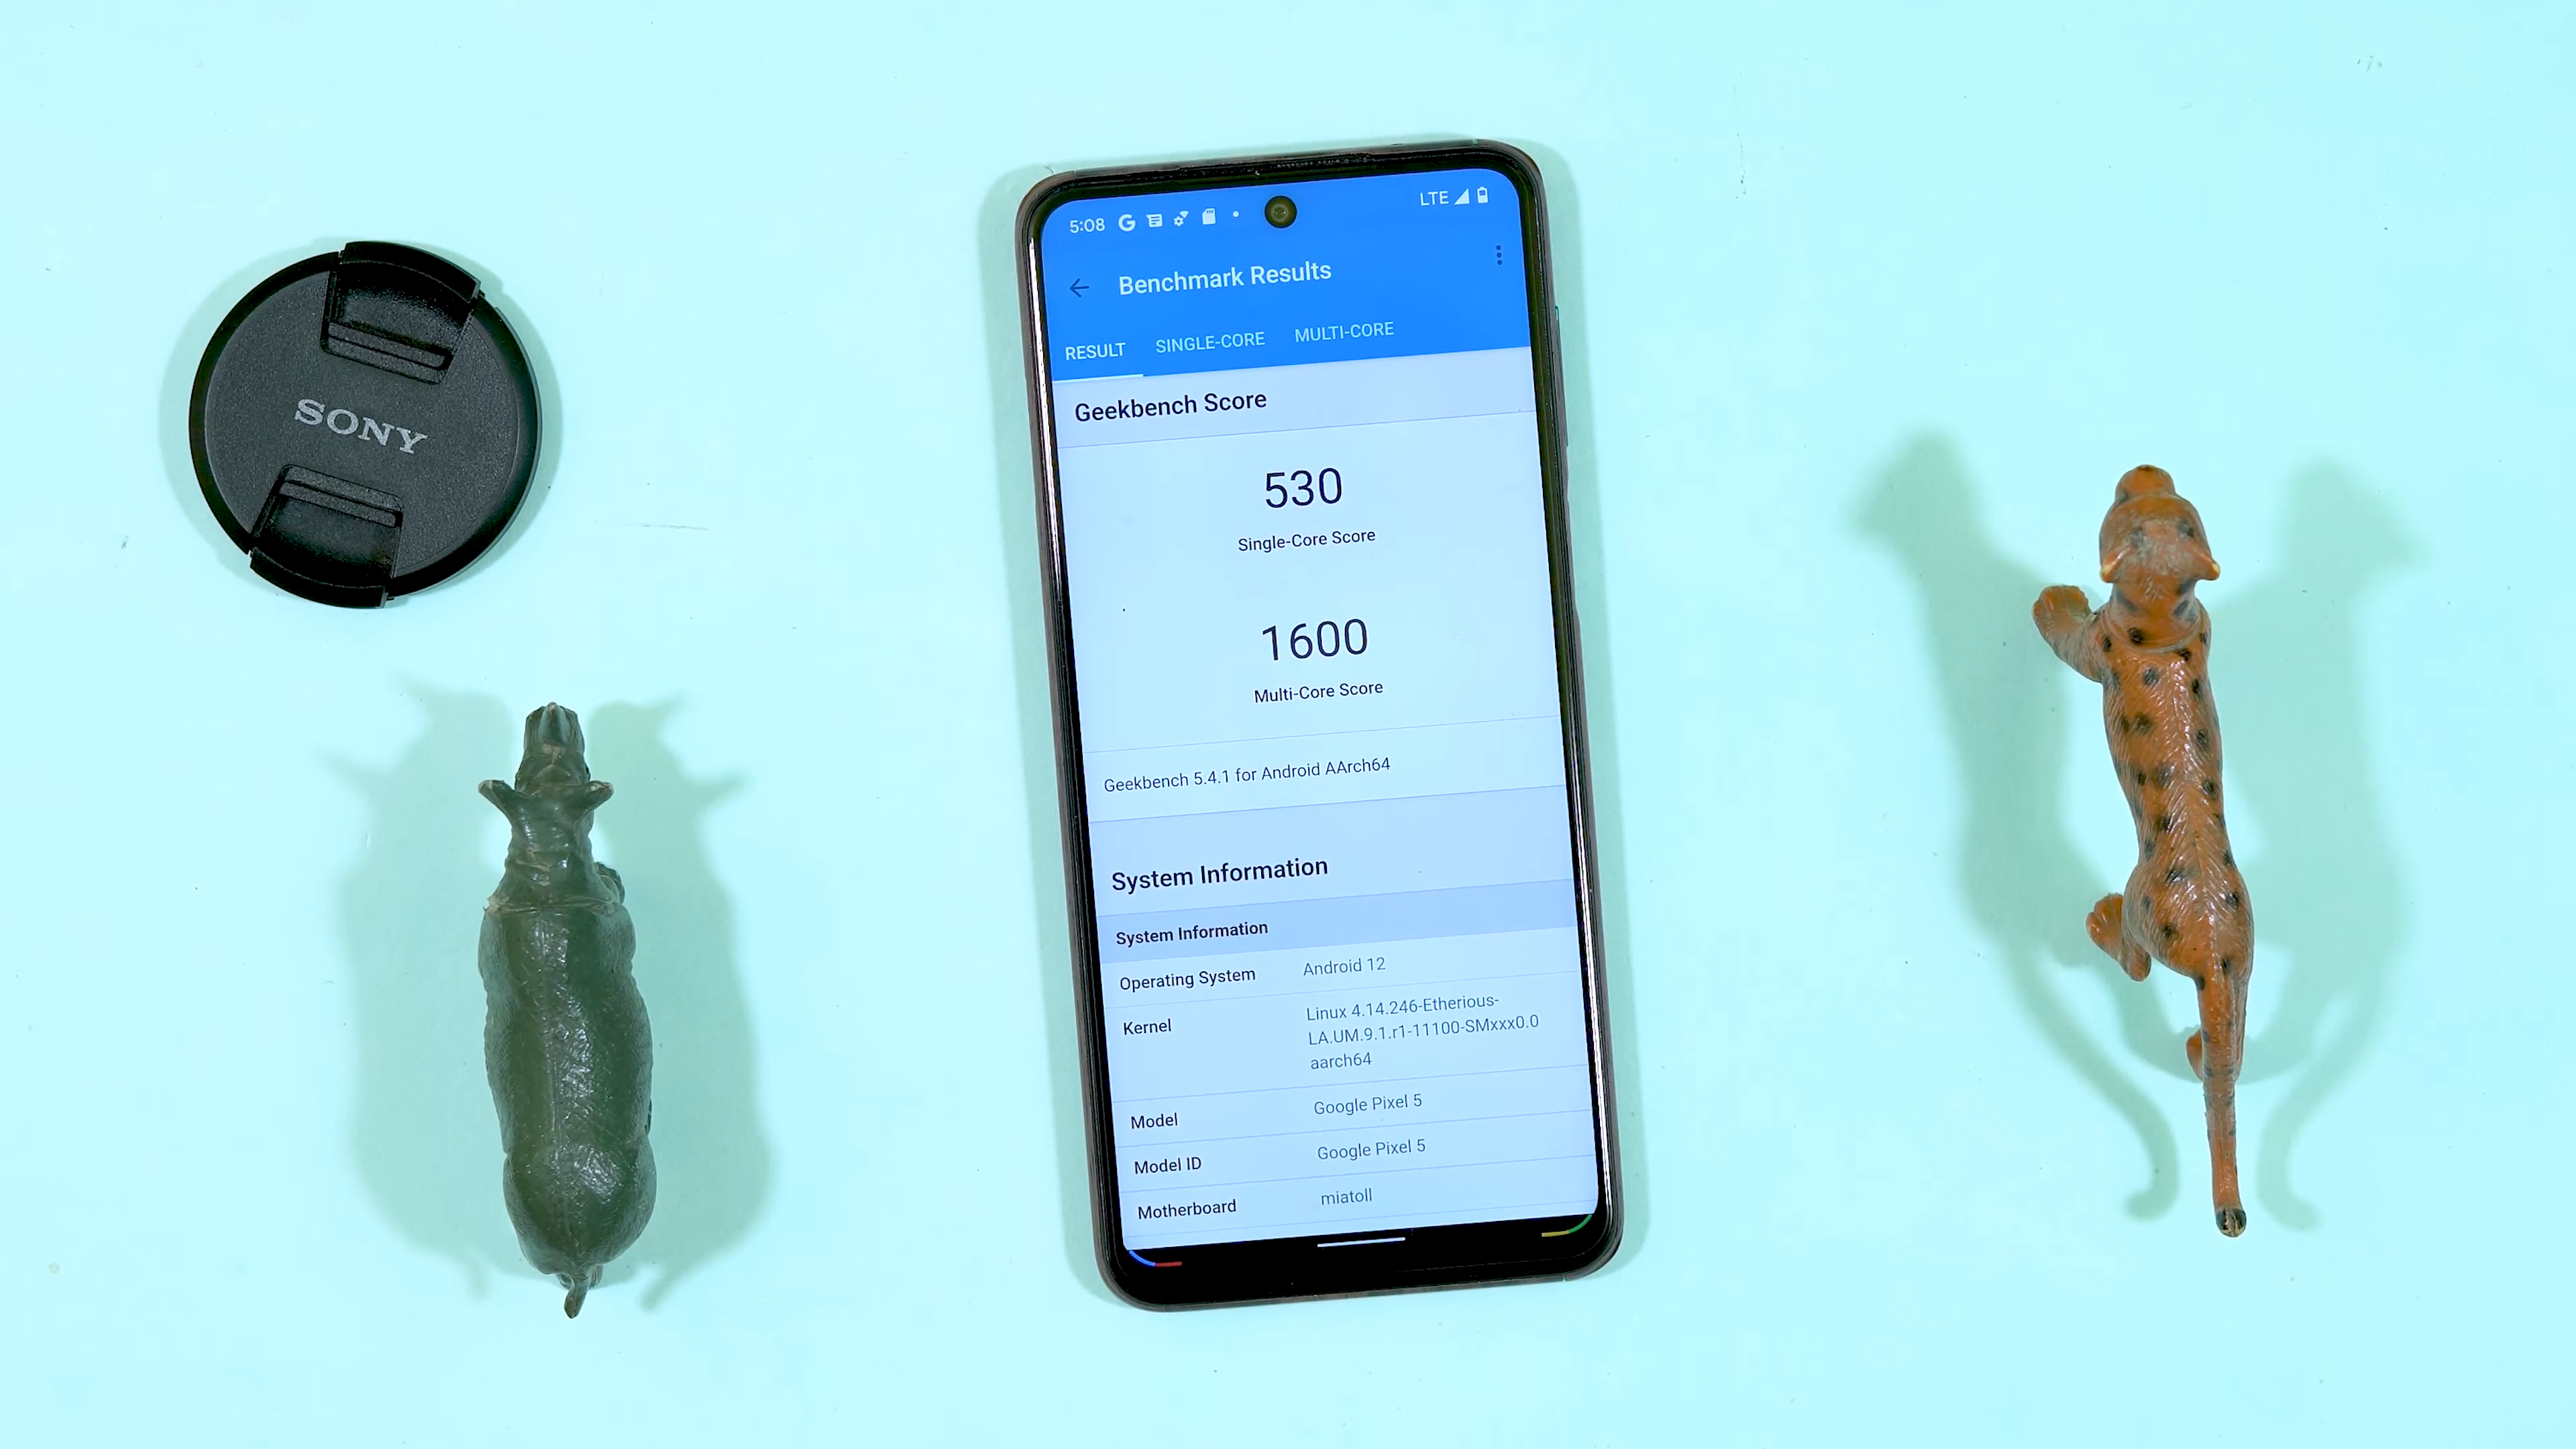 SONY
5:08
LTE
Benchmark Results
RESULT SINGLE-CORE MULTI-CORE
Geekbench Score
530
Single-Core Score
1600
Multi-Core Score
Geekbench 5.4.1 for Android AArch64
System Information
System Information
Operating System Android 12
Kernel Linux 4.14.246-Etherious-
LA.UM.9.1.r1-11100-SMxxx0.0
aarch64
Model Google Pixel 5
Model ID Google Pixel 5
Motherboard miatoll